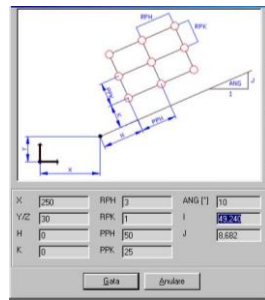 RPH
RPK
ANG
J
I
PPK
K
H
PPH
Y
X
X 250 RPH 3 ANG [°] 10
Y/Z 30 RPK 1 I 49,240
H 0 PPH 50 J 8,682
K 0 PPK 25
Gata Anulare